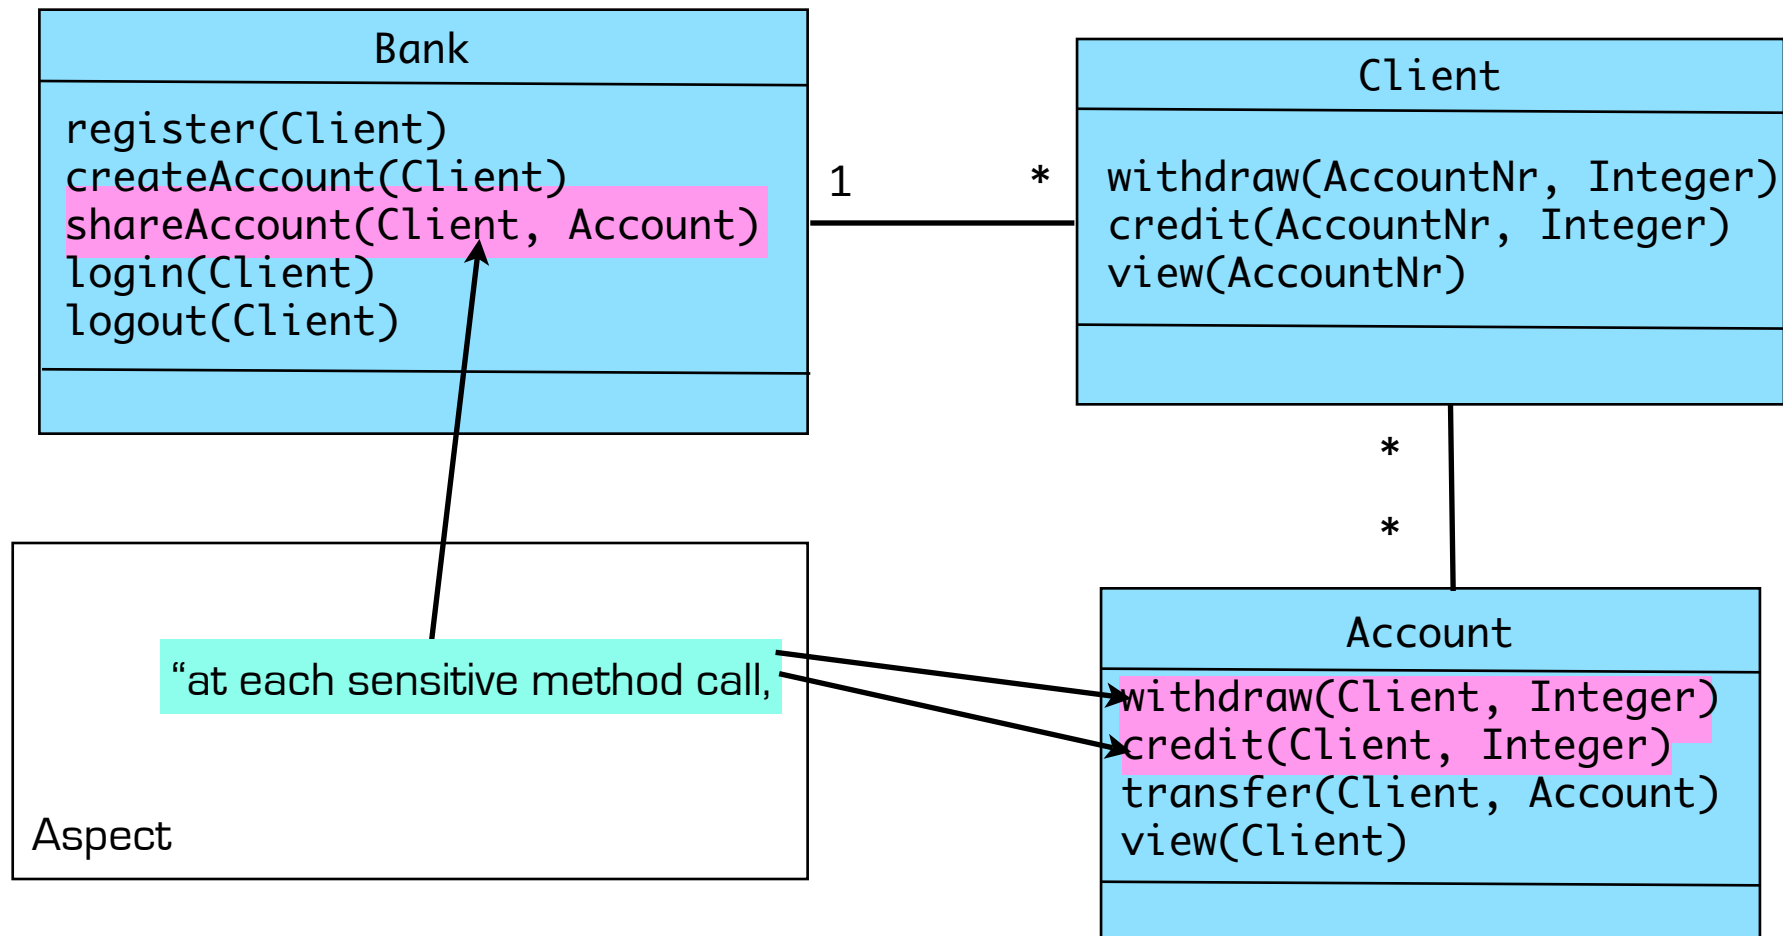 Bank
register(Client)
createAccount(Client)
shareAccount(Client, Account)
login(Client)
logout(Client)
1
*
Client
withdraw(AccountNr, Integer)
credit(AccountNr, Integer)
view(AccountNr)
*
*
“at each sensitive method call,
Aspect
Account
withdraw(Client, Integer)
credit(Client, Integer)
transfer(Client, Account)
view(Client)